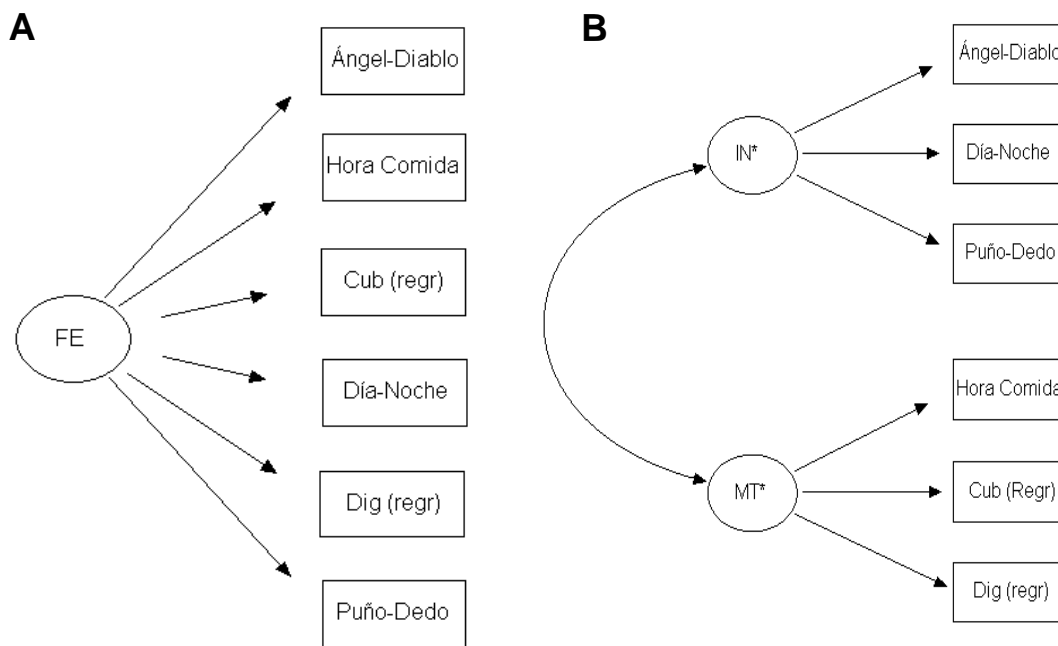 A
Ángel-Diablo
Hora Comida
Cub (regr)
FE
Día-Noche
Dig (regr)
Puño-Dedo
B
Ángel-Diablo
IN*
Día-Noche
Puño-Dedo
Hora Comida
MT*
Cub (Regr)
Dig (regr)